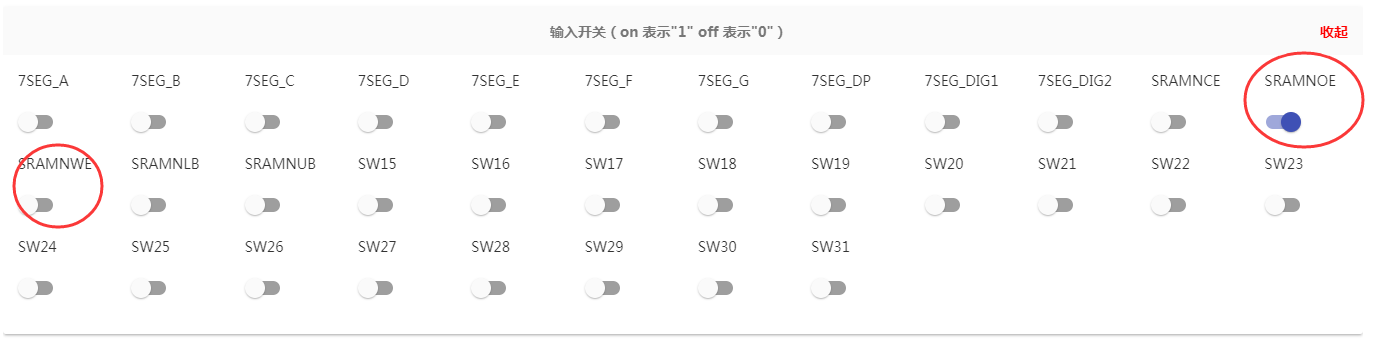 输入开关 ( on 表示"1" off 表示"0" )
收起
7SEG_A 7SEG_B 7SEG_C 7SEG_D 7SEG_E 7SEG_F 7SEG_G 7SEG_DP 7SEG_DIG1 7SEG_DIG2 SRAMNCE SRAMNOE
SRAMNWE SRAMNLB SRAMNUB SW15 SW16 SW17 SW18 SW19 SW20 SW21 SW22 SW23
SW24 SW25 SW26 SW27 SW28 SW29 SW30 SW31